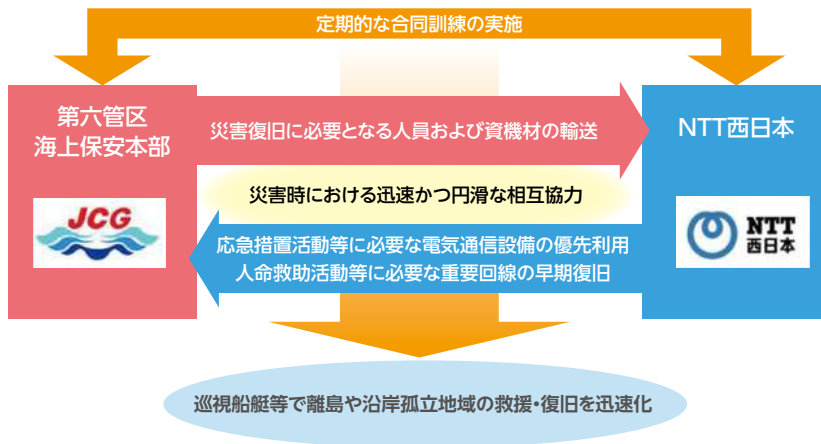 定期的な合同訓練の実施
第六管区
海上保安本部
JCG
災害復旧に必要となる人員および資機材の輸送
災害時における迅速かつ円滑な相互協力
応急措置活動等に必要な電気通信設備の優先利用
人命救助活動等に必要な重要回線の早期復旧
NTT西日本
NTT
西日本
巡視船艇等で離島や沿岸孤立地域の救援・復旧を迅速化